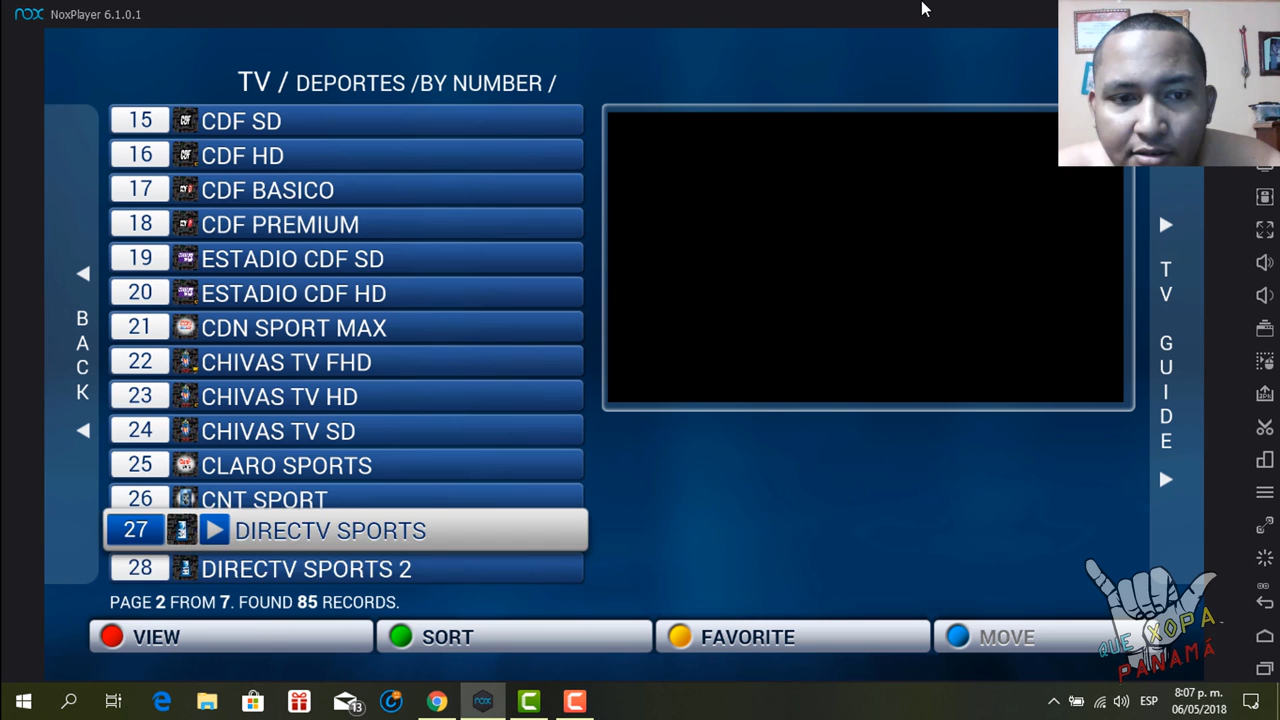 nox NoxPlayer 6.1.0.1
TV / DEPORTES /BY NUMBER /
15 CDF SD
16 CDF HD
17 CDF BASICO
18 CDF PREMIUM
19 ESTADIO CDF SD
20 ESTADIO CDF HD
21 CDN SPORT MAX
22 CHIVAS TV FHD
23 CHIVAS TV HD
24 CHIVAS TV SD
25 CLARO SPORTS
26 CNT SPORT
27 DIRECTV SPORTS
28 DIRECTV SPORTS 2
BACK
TV GUIDE
PAGE 2 FROM 7. FOUND 85 RECORDS.
VIEW SORT FAVORITE MOVE
QUE XOPA
PANAMÁ
13 nox ESP 8:07 p. m.
06/05/2018